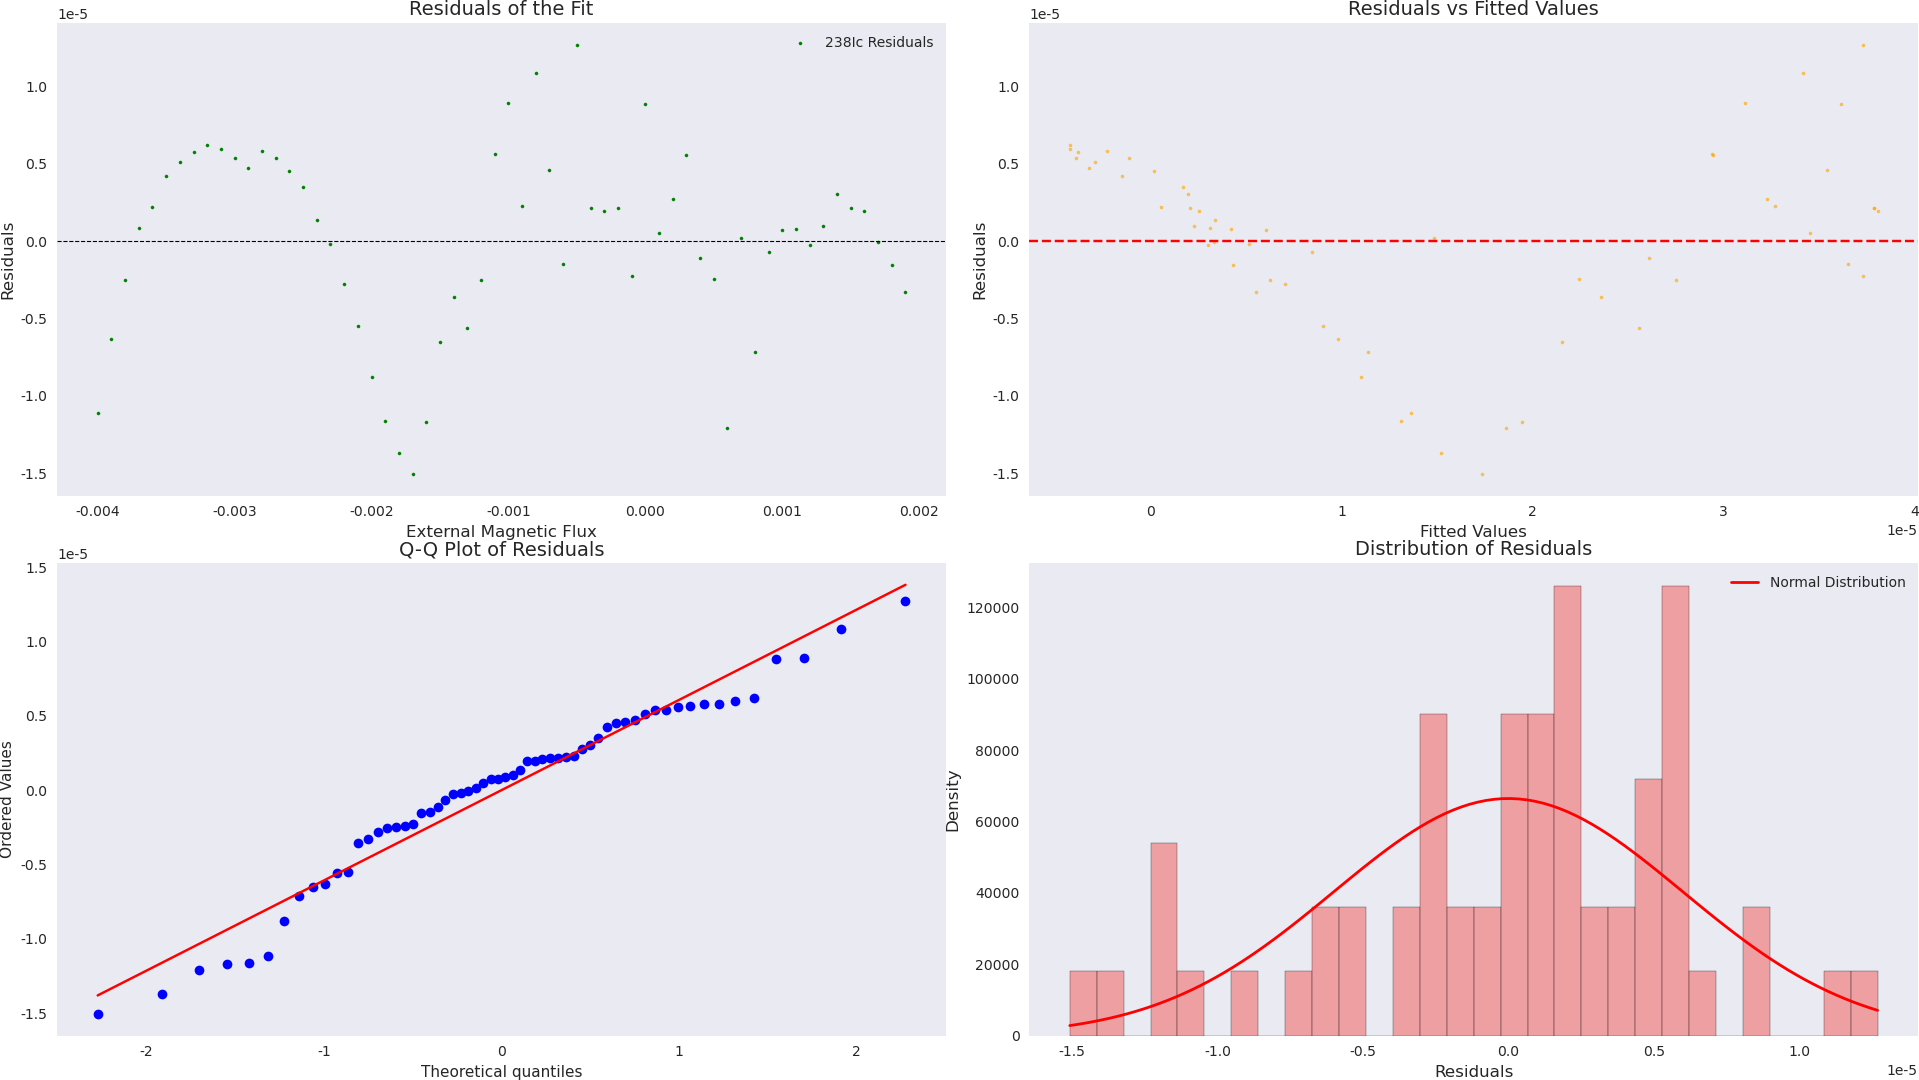 Residuals of the Fit
1e-5
238Ic Residuals
1.0
0.5
0.0
-0.5
-1.0
-1.5
Residuals
-0.004 -0.003 -0.002 -0.001 0.000 0.001 0.002
External Magnetic Flux
Residuals vs Fitted Values
1e-5
1.0
0.5
0.0
-0.5
-1.0
-1.5
Residuals
0 1 2 3 4
1e-5
Fitted Values
Q-Q Plot of Residuals
1e-5
1.5
1.0
0.5
0.0
-0.5
-1.0
-1.5
Ordered Values
-2 -1 0 1 2
Theoretical quantiles
Distribution of Residuals
Normal Distribution
120000
100000
80000
60000
40000
20000
0
Density
-1.5 -1.0 -0.5 0.0 0.5 1.0
1e-5
Residuals